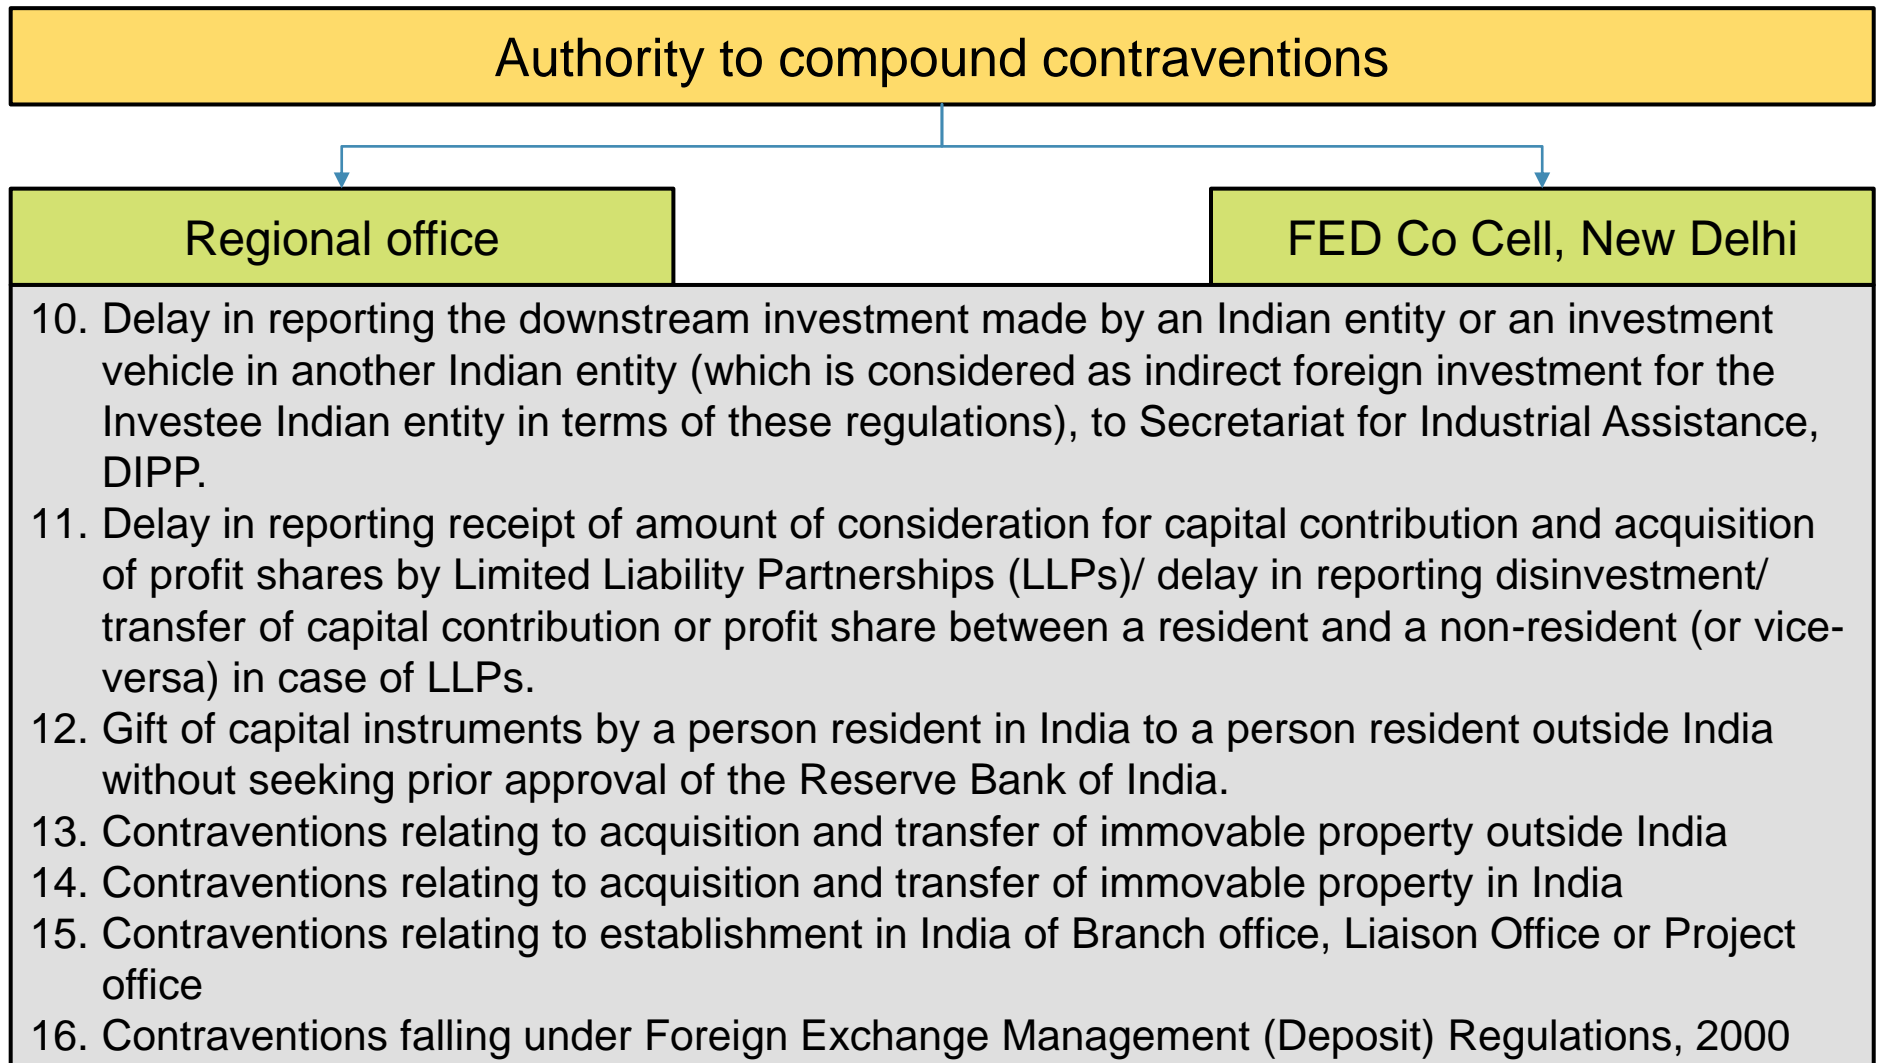 Authority to compound contraventions
Regional office
FED Co Cell, New Delhi
10. Delay in reporting the downstream investment made by an Indian entity or an investment
vehicle in another Indian entity (which is considered as indirect foreign investment for the
Investee Indian entity in terms of these regulations), to Secretariat for Industrial Assistance,
DIPP.
11. Delay in reporting receipt of amount of consideration for capital contribution and acquisition
of profit shares by Limited Liability Partnerships (LLPs)/ delay in reporting disinvestment/
transfer of capital contribution or profit share between a resident and a non-resident (or vice-
versa) in case of LLPs.
12. Gift of capital instruments by a person resident in India to a person resident outside India
without seeking prior approval of the Reserve Bank of India.
13. Contraventions relating to acquisition and transfer of immovable property outside India
14. Contraventions relating to acquisition and transfer of immovable property in India
15. Contraventions relating to establishment in India of Branch office, Liaison Office or Project
office
16. Contraventions falling under Foreign Exchange Management (Deposit) Regulations, 2000